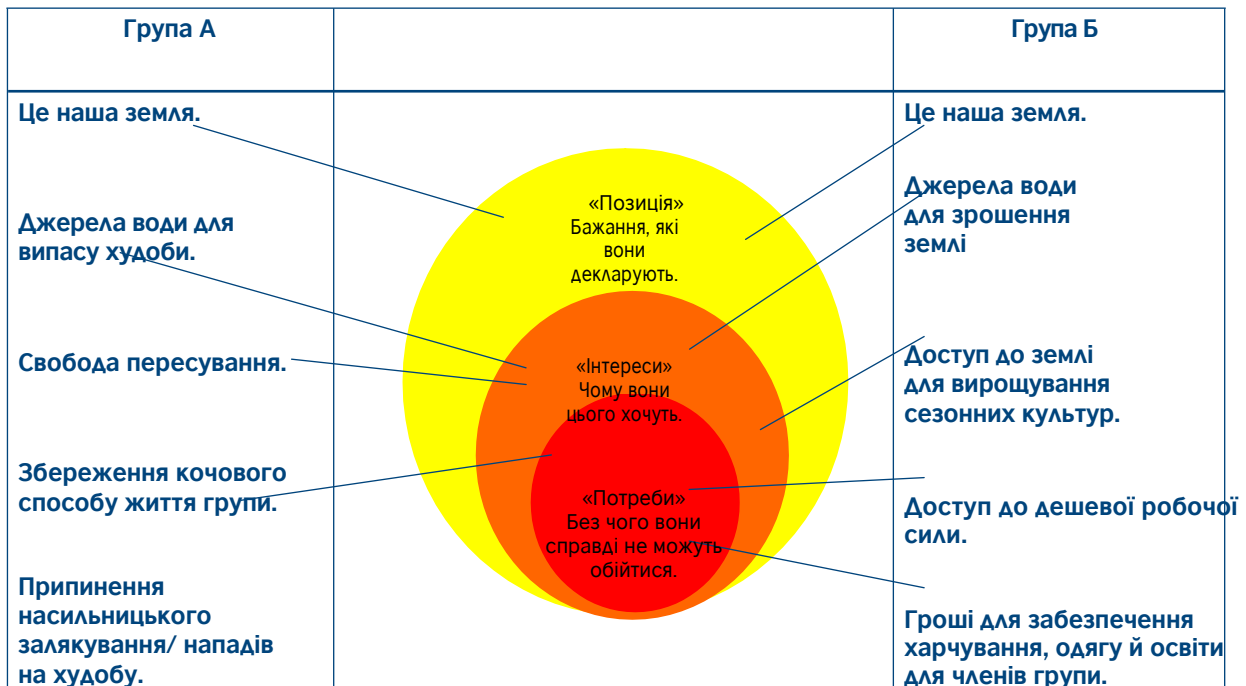 Група А
Група Б
Це наша земля.
Джерела води для
випасу худоби.
Свобода пересування.
Збереження кочового
способу життя групи.
Припинення
насильницького
залякування/ нападів
на худобу.
«Позиція»
Бажання, які
вони
декларують.
«Інтереси»
Чому вони
цього хочуть.
«Потреби»
Без чого вони
справді не можуть
обійтися.
Це наша земля.
Джерела води
для зрошення
землі
Доступ до землі
для вирощування
сезонних культур.
Доступ до дешевої робочої
сили.
Гроші для забезпечення
харчування, одягу й освіти
для членів групи.